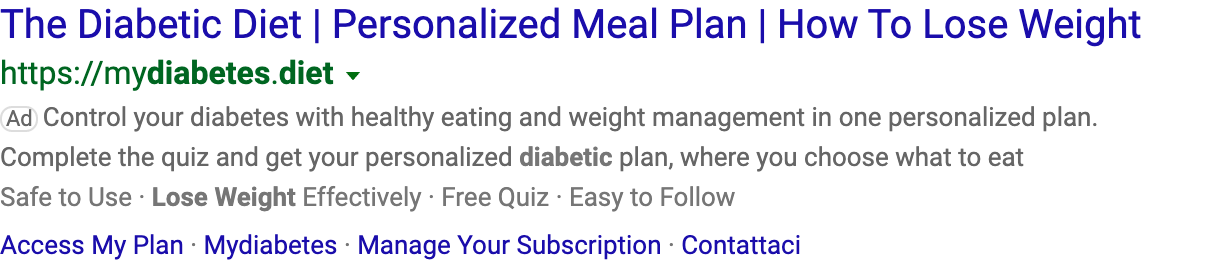 The Diabetic Diet | Personalized Meal Plan | How To Lose Weight
https://mydiabetes.diet
Ad Control your diabetes with healthy eating and weight management in one personalized plan.
Complete the quiz and get your personalized diabetic plan, where you choose what to eat
Safe to Use · Lose Weight Effectively · Free Quiz · Easy to Follow
Access My Plan · Mydiabetes · Manage Your Subscription · Contattaci